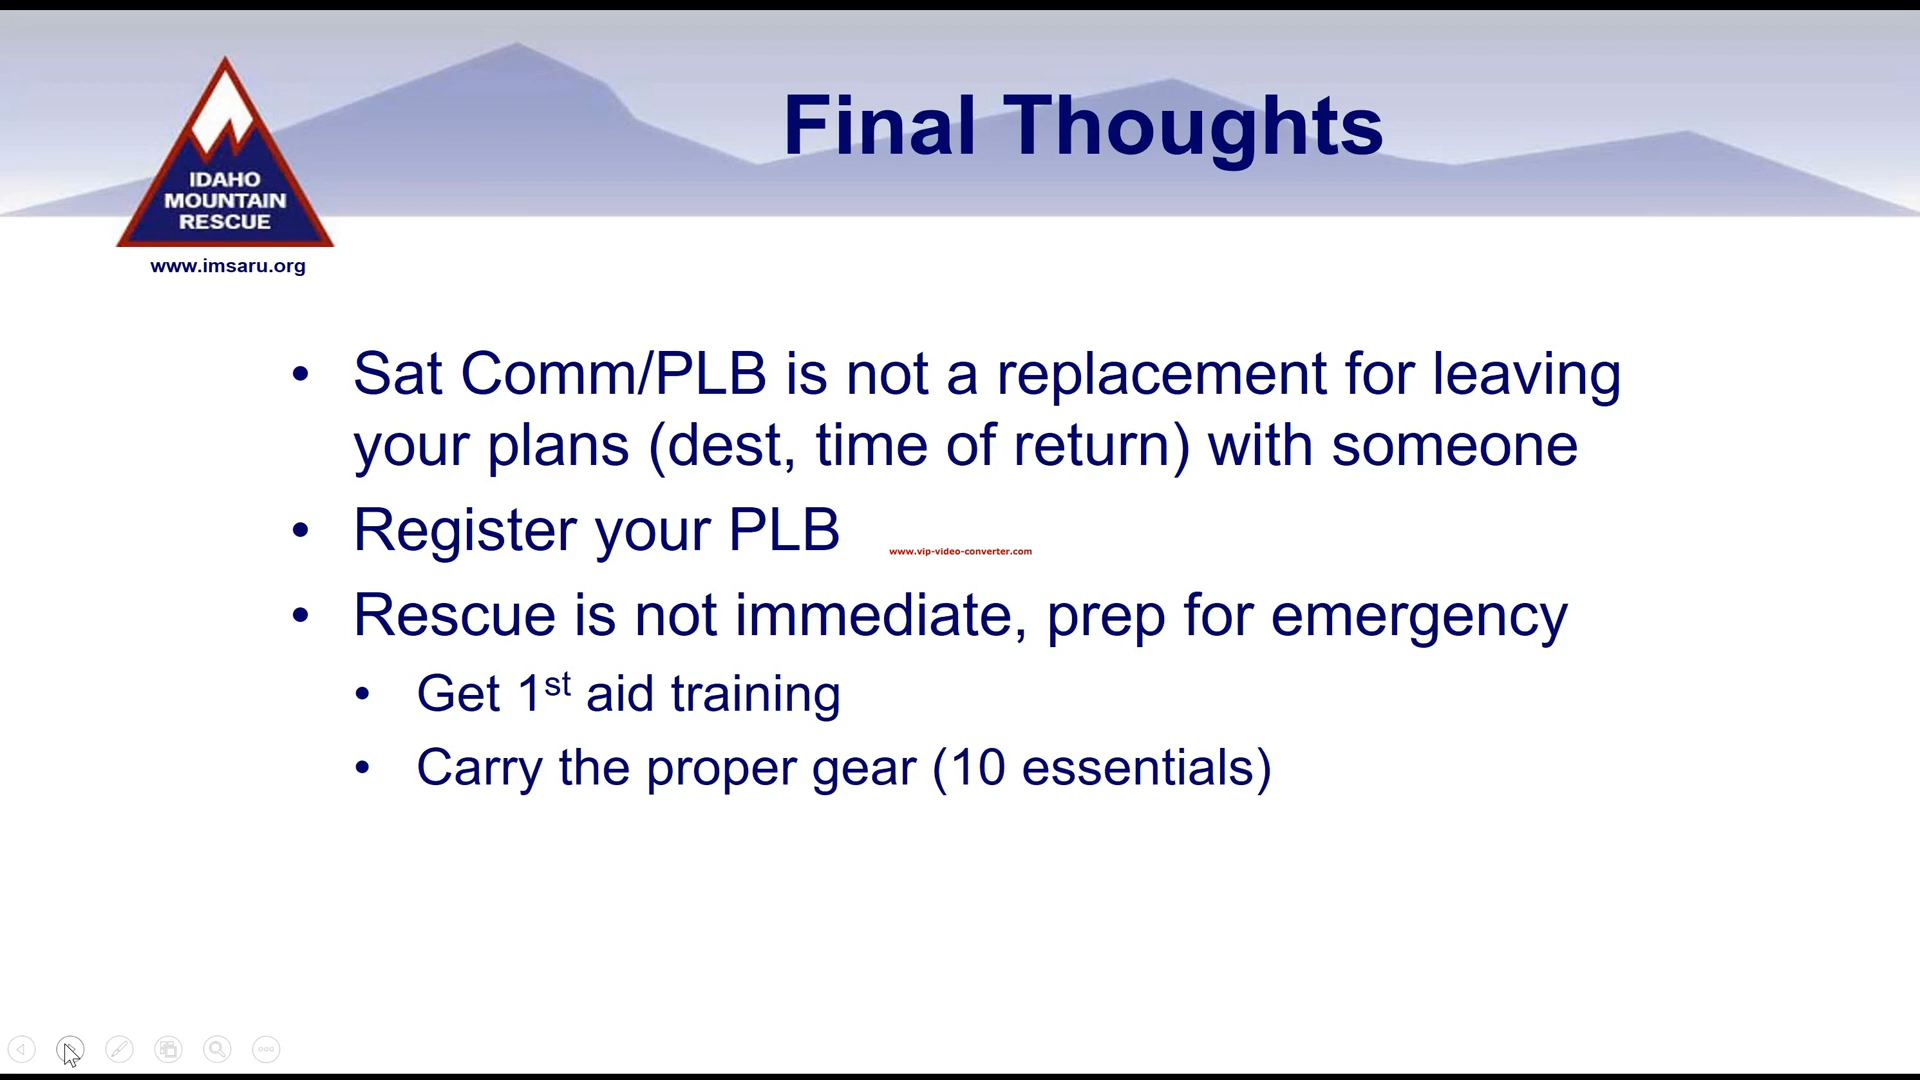 Final Thoughts
IDAHO
MOUNTAIN
RESCUE
www.imsaru.org
• Sat Comm/PLB is not a replacement for leaving
your plans (dest, time of return) with someone
• Register your PLB
www.vip-video-converter.com
• Rescue is not immediate, prep for emergency
• Get 1st aid training
• Carry the proper gear (10 essentials)